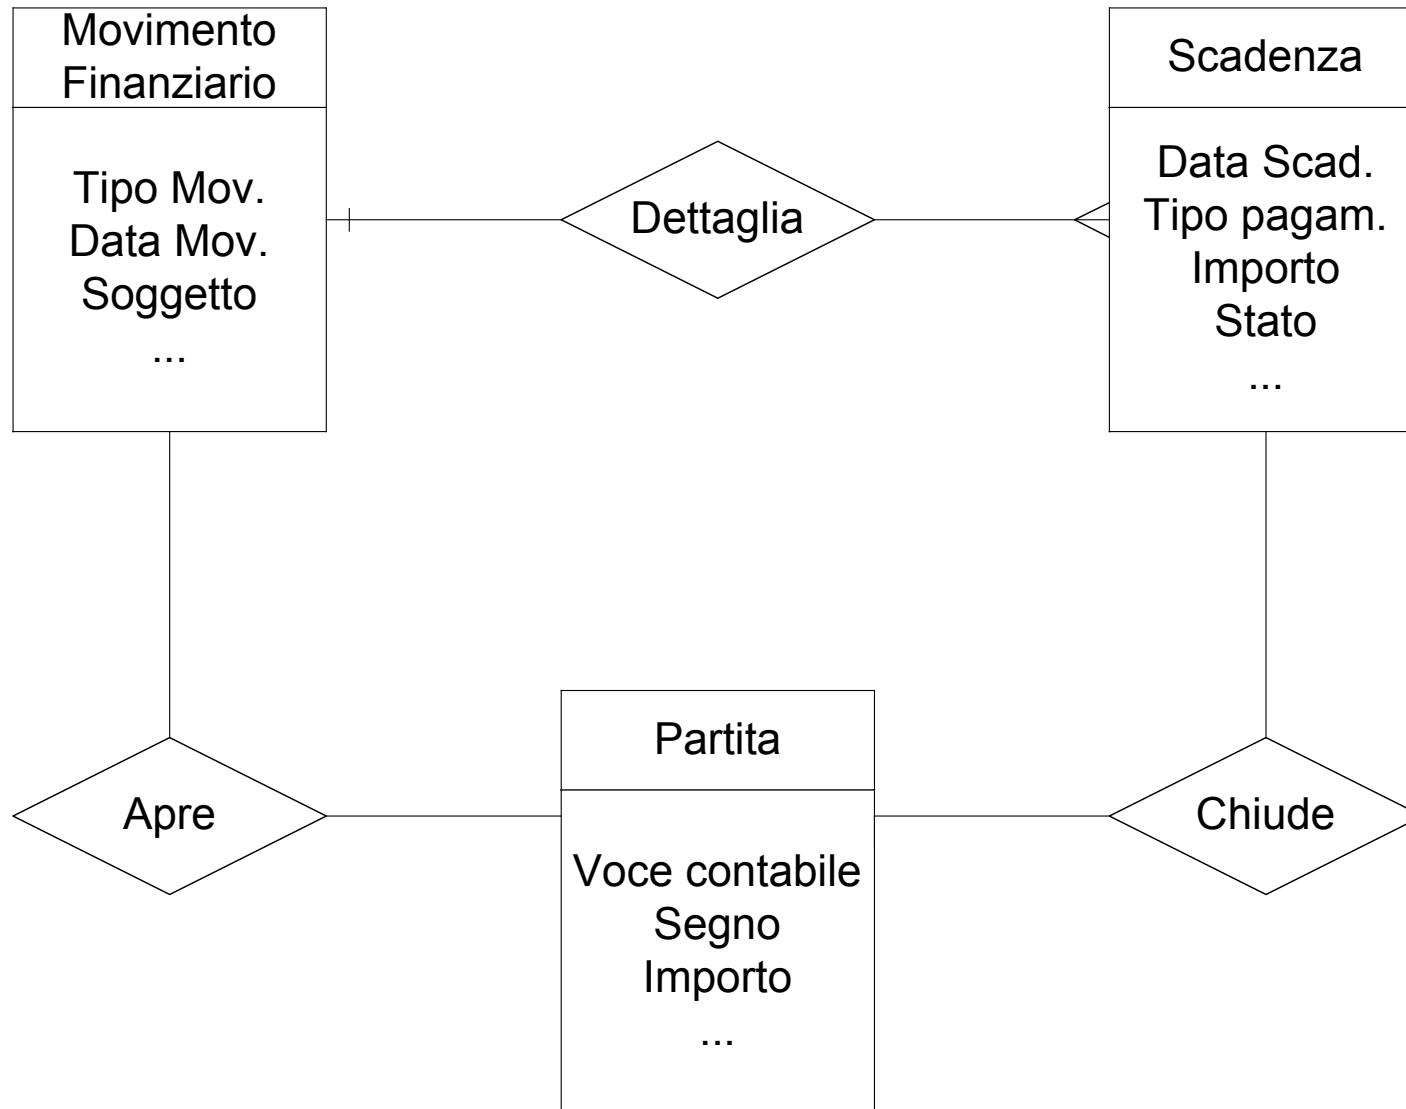 Movimento
Finanziario
Tipo Mov.
Data Mov.
Soggetto
...
Dettaglia
Scadenza
Data Scad.
Tipo pagam.
Importo
Stato
...
Apre
Partita
Voce contabile
Segno
Importo
...
Chiude